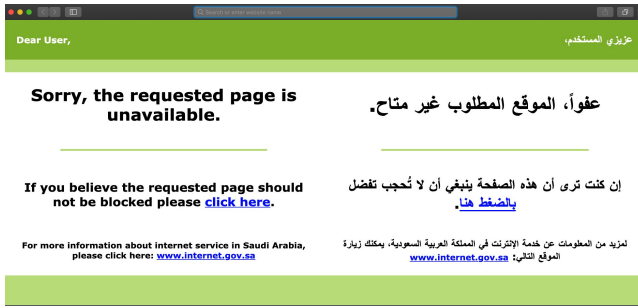 Search or enter website name
Dear User,
عزيزي المستخدم،
Sorry, the requested page is
unavailable.
عفواً، الموقع المطلوب غير متاح.
If you believe the requested page should
not be blocked please click here.
إن كنت ترى أن هذه الصفحة ينبغي أن لا تُحجب تفضل
بالضغط هنا.
For more information about internet service in Saudi Arabia,
please click here: www.internet.gov.sa
لمزيد من المعلومات عن خدمة الإنترنت في المملكة العربية السعودية، يمكنك زيارة
الموقع التالي: www.internet.gov.sa